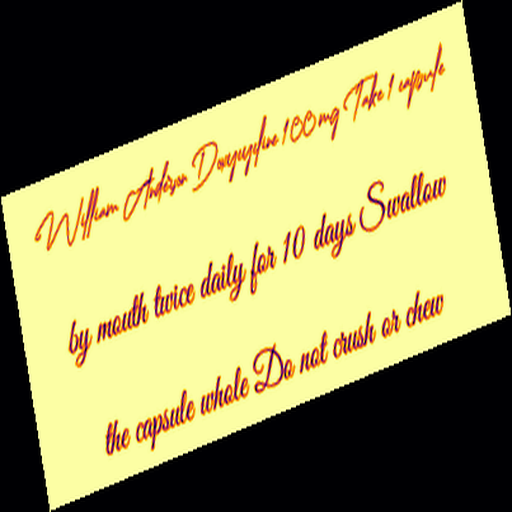 William Anderson Doxycycline 100 mg Take 1 capsule
by mouth twice daily for 10 days Swallow
the capsule whole Do not crush or chew